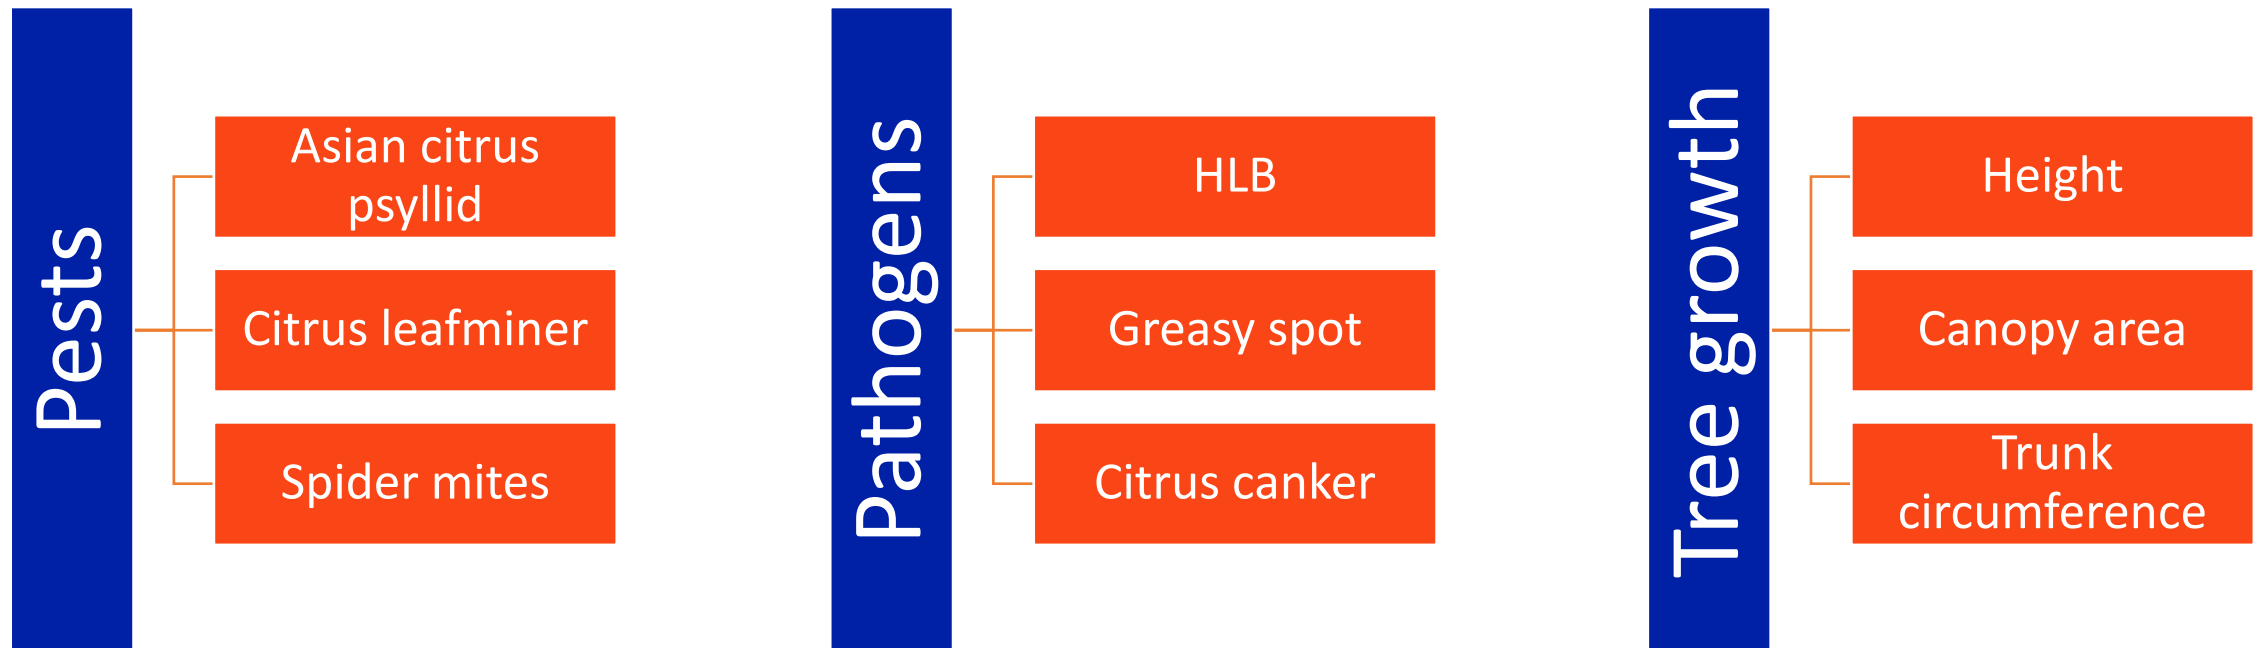 Pests
Asian citrus
psyllid
Citrus leafminer
Spider mites
Pathogens
HLB
Greasy spot
Citrus canker
Tree growth
Height
Canopy area
Trunk
circumference